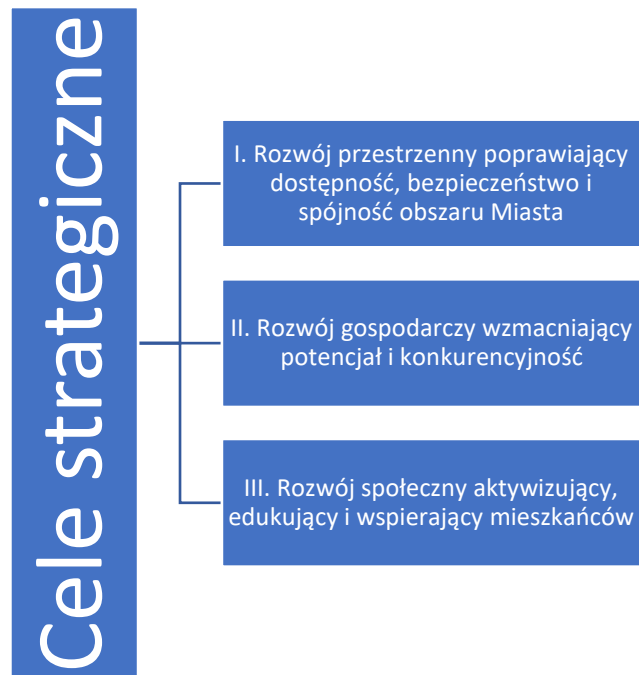 Cele strategiczne
I. Rozwój przestrzenny poprawiający
dostępność, bezpieczeństwo i
spójność obszaru Miasta
II. Rozwój gospodarczy wzmacniający
potencjał i konkurencyjność
III. Rozwój społeczny aktywizujący,
edukujący i wspierający mieszkańców